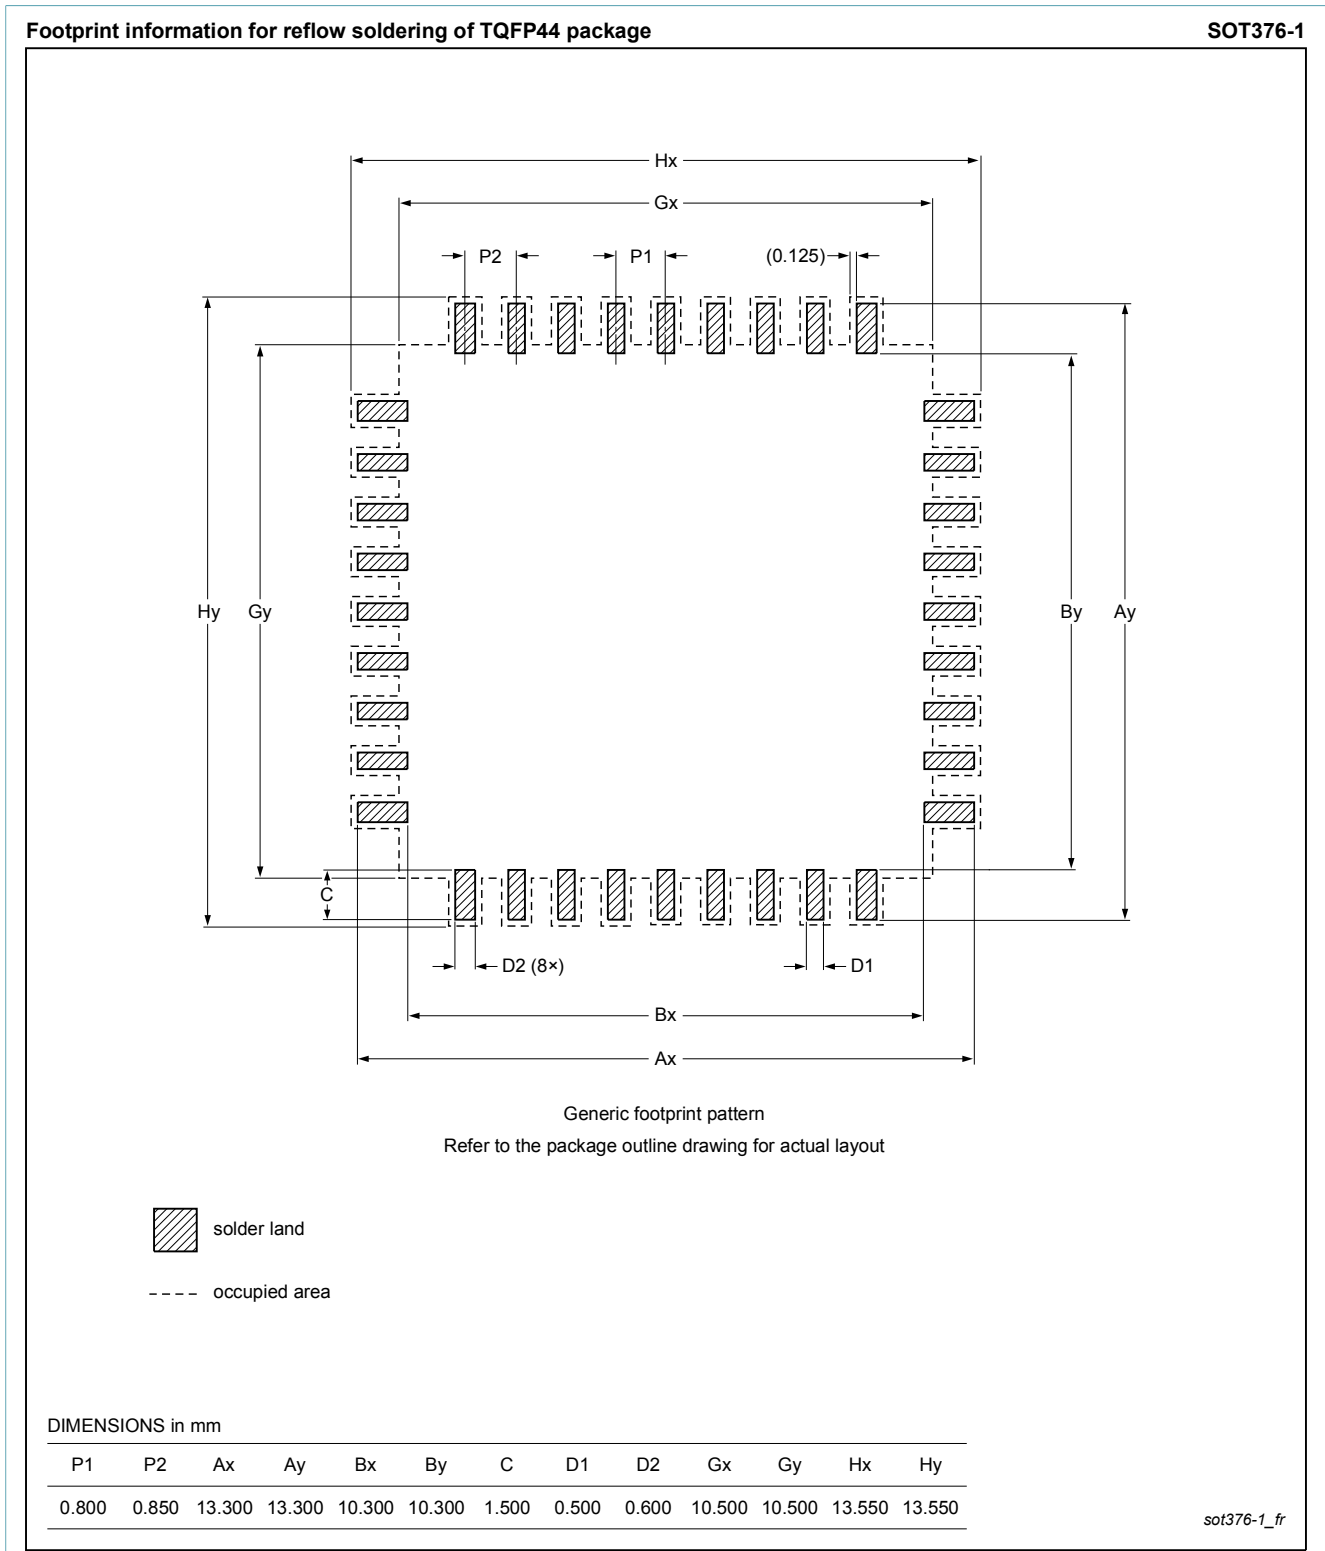 Footprint information for reflow soldering of TQFP44 package SOT376-1
Hx
Gx
P2 P1 (0.125)
Hy Gy By Ay
C
D2 (8×) D1
Bx
Ax
Generic footprint pattern
Refer to the package outline drawing for actual layout
solder land
occupied area
DIMENSIONS in mm
P1 P2 Ax Ay Bx By C D1 D2 Gx Gy Hx Hy
0.800 0.850 13.300 13.300 10.300 10.300 1.500 0.500 0.600 10.500 10.500 13.550 13.550
sot376-1_fr